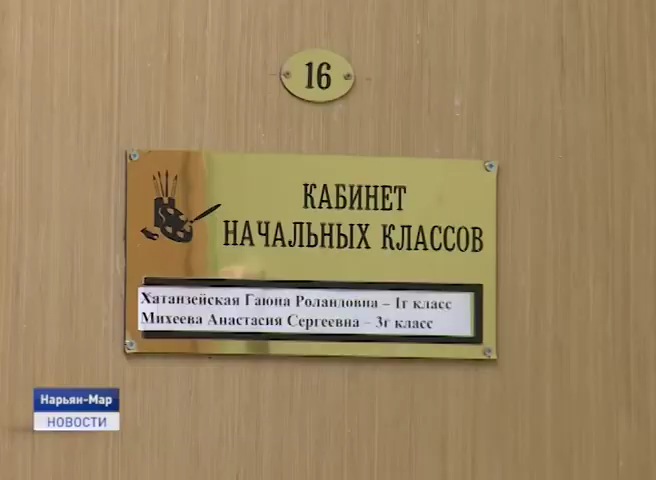 16
КАБИНЕТ
НАЧАЛЬНЫХ КЛАССОВ
Хатанзейская Гаюна Роландовна – 1г класс
Михеева Анастасия Сергеевна – 3г класс
Нарьян-Мар
НОВОСТИ